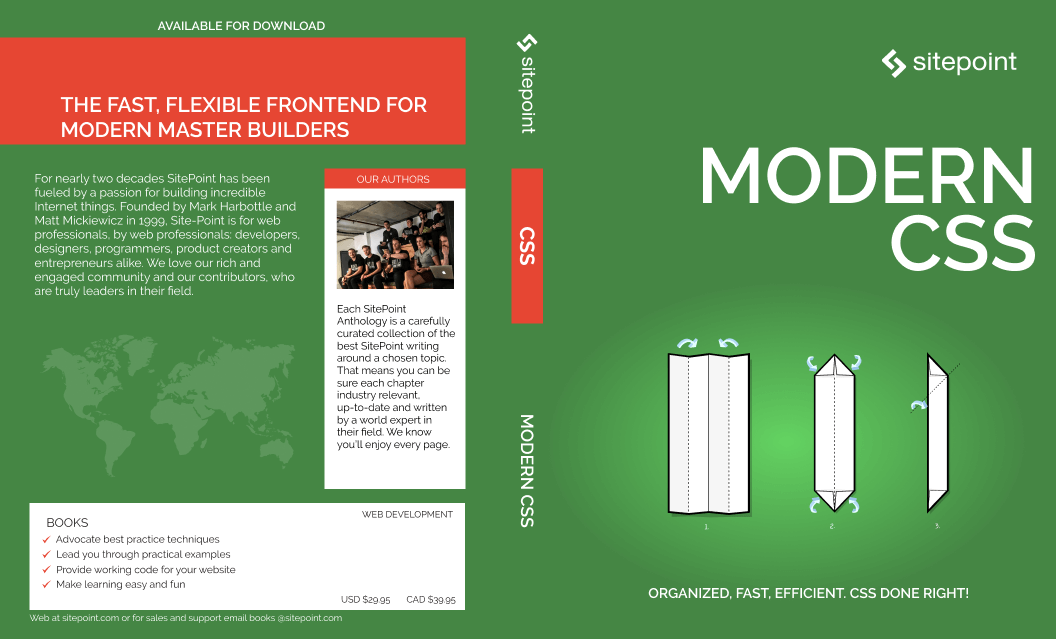 AVAILABLE FOR DOWNLOAD
THE FAST, FLEXIBLE FRONTEND FOR
MODERN MASTER BUILDERS
For nearly two decades SitePoint has been
fueled by a passion for building incredible
Internet things. Founded by Mark Harbottle and
Matt Mickiewicz in 1999, Site-Point is for web
professionals, by web professionals: developers,
designers, programmers, product creators and
entrepreneurs alike. We love our rich and
engaged community and our contributors, who
are truly leaders in their field.
OUR AUTHORS
Each SitePoint
Anthology is a carefully
curated collection of the
best SitePoint writing
around a chosen topic.
That means you can be
sure each chapter
industry relevant,
up-to-date and written
by a world expert in
their field. We know
you'll enjoy every page.
WEB DEVELOPMENT
BOOKS
Advocate best practice techniques
Lead you through practical examples
Provide working code for your website
Make learning easy and fun
USD $29.95 CAD $39.95
Web at sitepoint.com or for sales and support email books @sitepoint.com
sitepoint
CSS
MODERN CSS
sitepoint
MODERN
CSS
1.
2.
3.
ORGANIZED, FAST, EFFICIENT. CSS DONE RIGHT!